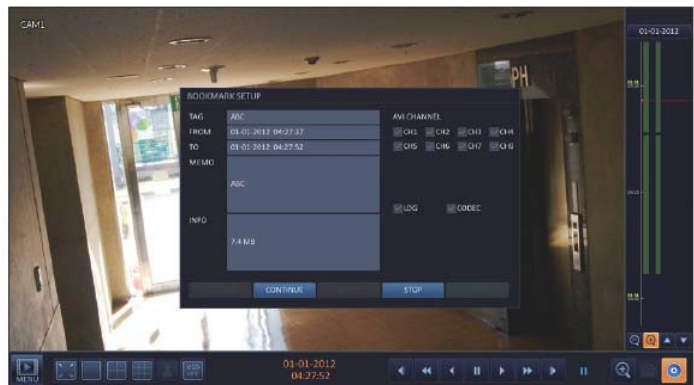 CAM1
01-01-2012
PH
BOOKMARK SETUP
TAG ABC AVI CHANNEL
FROM 01-01-2012 04:27:37 CH1 CH2 CH3 CH4
TO 01-01-2012 04:27:52 CH5 CH6 CH7 CH8
MEMO
ABC
LOG CODEC
INFO
7.4 MB
CONTINUE STOP
MENU
01-01-2012
04:27:52